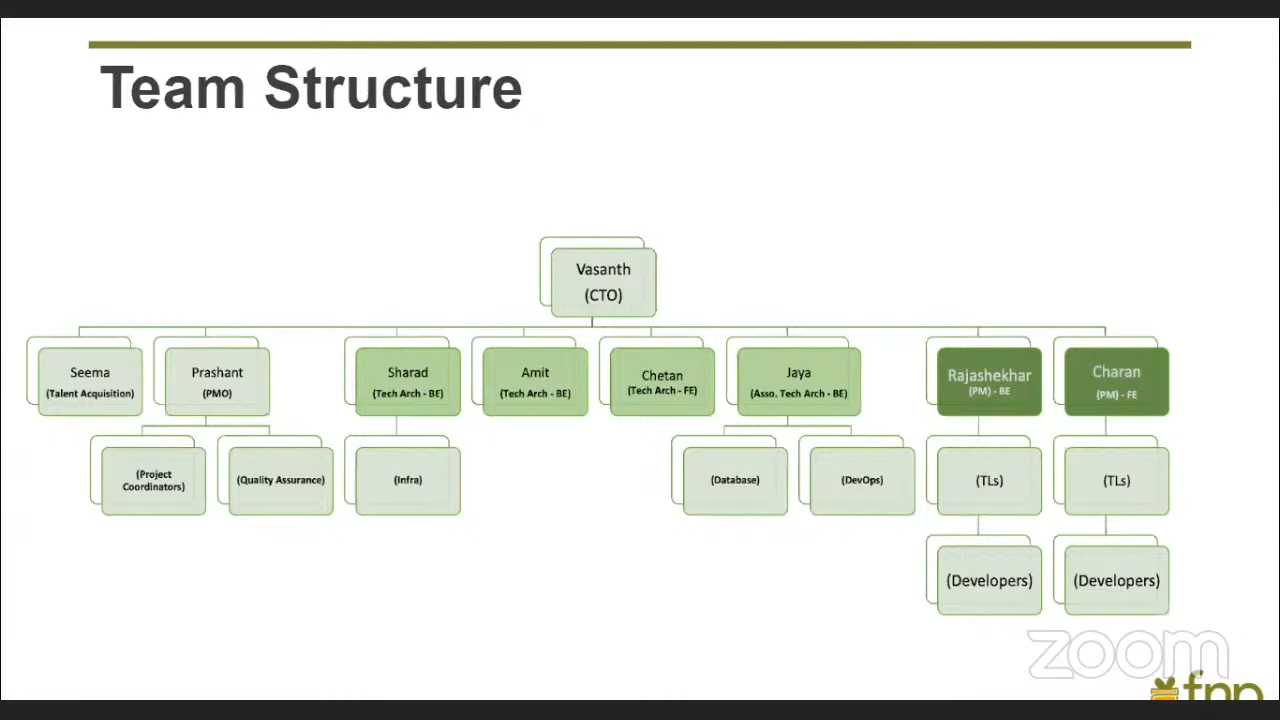 Team Structure
Vasanth
(CTO)
Seema
(Talent Acquisition)
Prashant
(PMO)
Sharad
(Tech Arch - BE)
Amit
(Tech Arch - BE)
Chetan
(Tech Arch - FE)
Jaya
(Asso. Tech Arch - BE)
Rajashekhar
(PM) - BE
Charan
(PM) - FE
(Project
Coordinators)
(Quality Assurance)
(Infra)
(Database)
(DevOps)
(TLs)
(TLs)
(Developers)
(Developers)
zoom
fnp